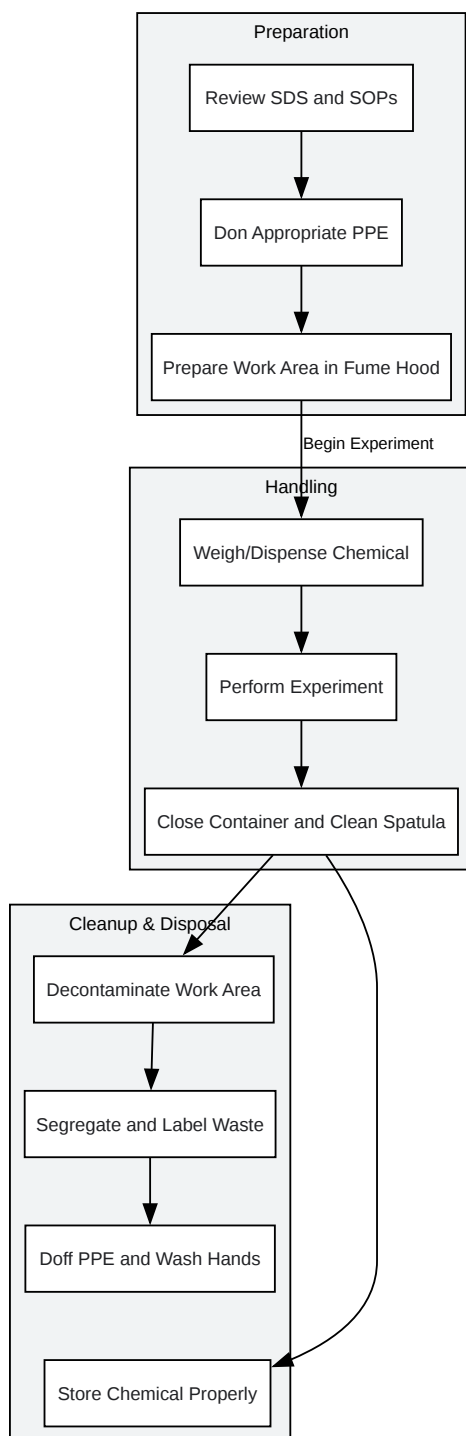 Preparation
Review SDS and SOPs
Don Appropriate PPE
Prepare Work Area in Fume Hood
Begin Experiment
Handling
Weigh/Dispense Chemical
Perform Experiment
Close Container and Clean Spatula
Cleanup & Disposal
Decontaminate Work Area
Segregate and Label Waste
Doff PPE and Wash Hands
Store Chemical Properly